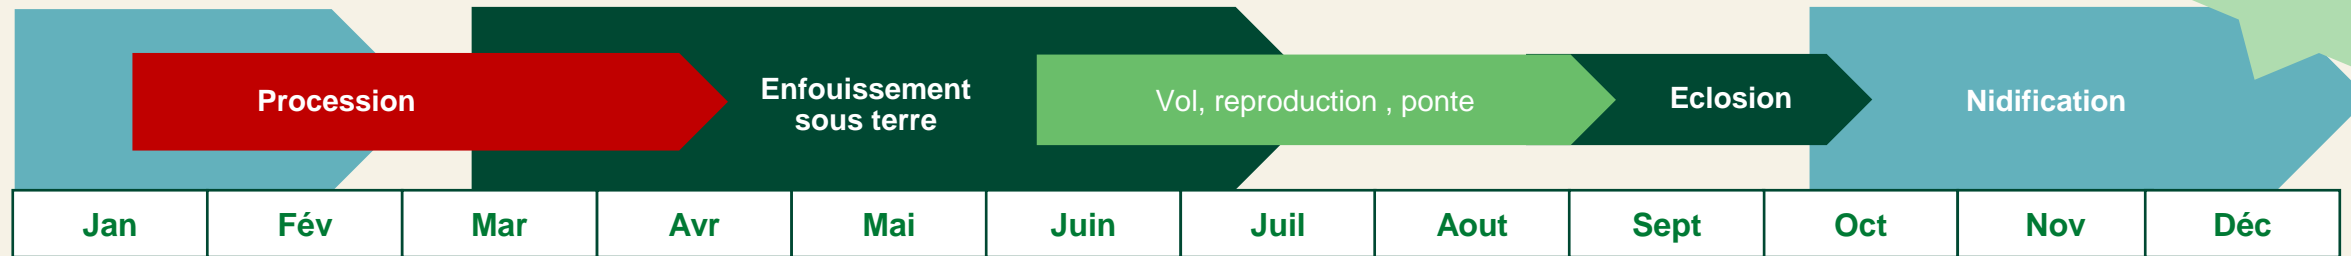 Procession
Enfouissement
sous terre
Vol, reproduction , ponte
Eclosion
Nidification
Jan Fév Mar Avr Mai Juin Juil Aout Sept Oct Nov Déc